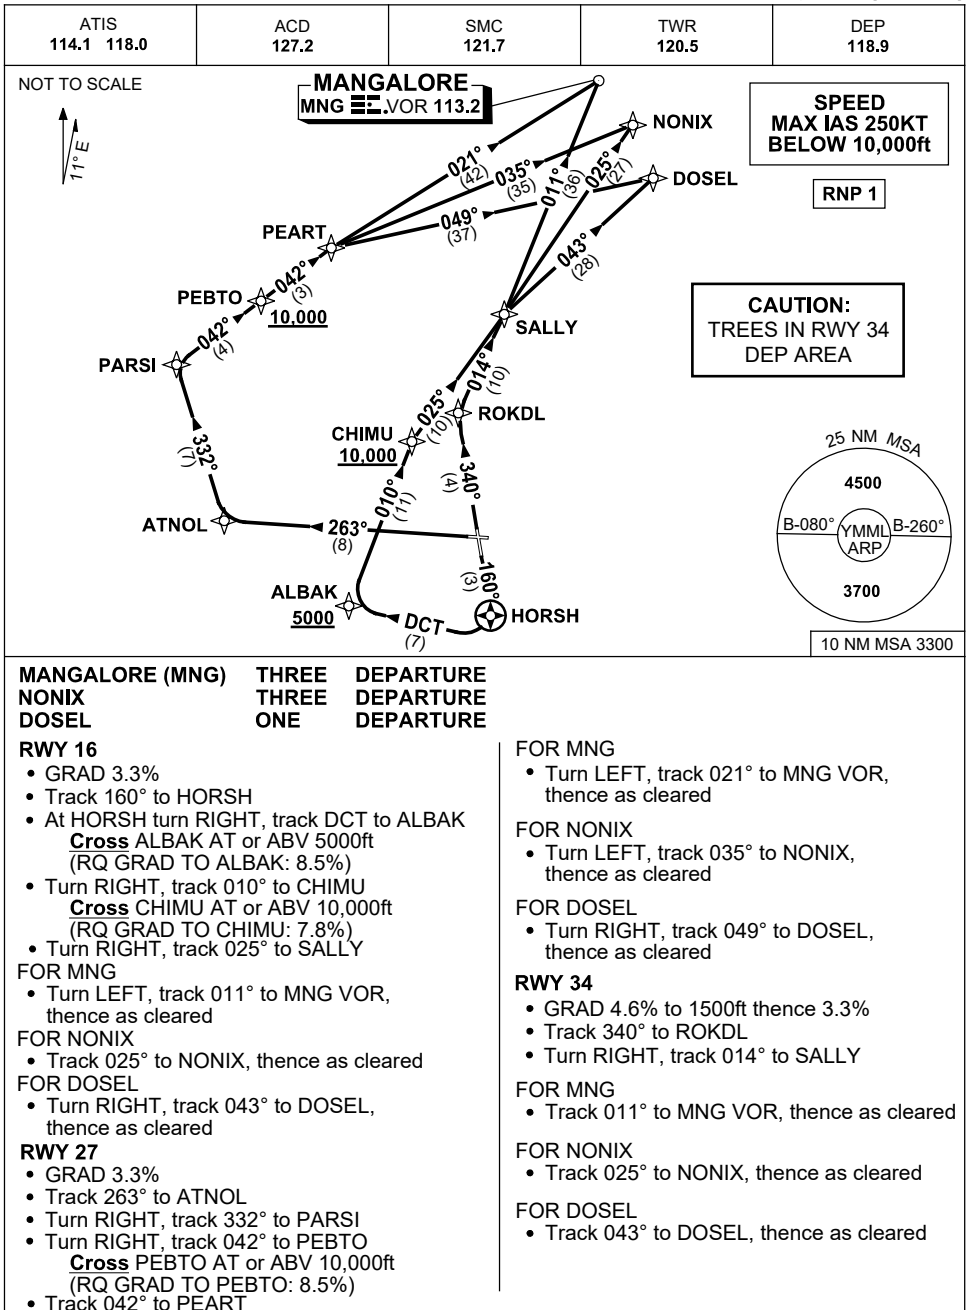 ATIS
114.1 118.0
ACD
127.2
SMC
121.7
TWR
120.5
DEP
118.9
NOT TO SCALE
11° E
MANGALORE
MNG VOR 113.2
SPEED
MAX IAS 250KT
BELOW 10,000ft
RNP 1
NONIX
DOSEL
021°
(42)
035°
(35)
049°
(37)
011°
(36)
025°
(27)
043°
(28)
PEART
042°
(3)
PEBTO
10,000
042°
(4)
PARSI
SALLY
CAUTION:
TREES IN RWY 34
DEP AREA
014°
(10)
025°
(10)
ROKDL
CHIMU
10,000
332°
(7)
340°
(4)
010°
(11)
ATNOL
263°
(8)
160°
(3)
ALBAK
5000
DCT
(7)
HORSH
25 NM MSA
4500
B-080°
YMML
ARP
B-260°
3700
10 NM MSA 3300
MANGALORE (MNG) THREE DEPARTURE
NONIX THREE DEPARTURE
DOSEL ONE DEPARTURE
RWY 16
• GRAD 3.3%
• Track 160° to HORSH
• At HORSH turn RIGHT, track DCT to ALBAK
Cross ALBAK AT or ABV 5000ft
(RQ GRAD TO ALBAK: 8.5%)
• Turn RIGHT, track 010° to CHIMU
Cross CHIMU AT or ABV 10,000ft
(RQ GRAD TO CHIMU: 7.8%)
• Turn RIGHT, track 025° to SALLY
FOR MNG
• Turn LEFT, track 011° to MNG VOR,
thence as cleared
FOR NONIX
• Track 025° to NONIX, thence as cleared
FOR DOSEL
• Turn RIGHT, track 043° to DOSEL,
thence as cleared
RWY 27
• GRAD 3.3%
• Track 263° to ATNOL
• Turn RIGHT, track 332° to PARSI
• Turn RIGHT, track 042° to PEBTO
Cross PEBTO AT or ABV 10,000ft
(RQ GRAD TO PEBTO: 8.5%)
• Track 042° to PEART
FOR MNG
• Turn LEFT, track 021° to MNG VOR,
thence as cleared
FOR NONIX
• Turn LEFT, track 035° to NONIX,
thence as cleared
FOR DOSEL
• Turn RIGHT, track 049° to DOSEL,
thence as cleared
RWY 34
• GRAD 4.6% to 1500ft thence 3.3%
• Track 340° to ROKDL
• Turn RIGHT, track 014° to SALLY
FOR MNG
• Track 011° to MNG VOR, thence as cleared
FOR NONIX
• Track 025° to NONIX, thence as cleared
FOR DOSEL
• Track 043° to DOSEL, thence as cleared